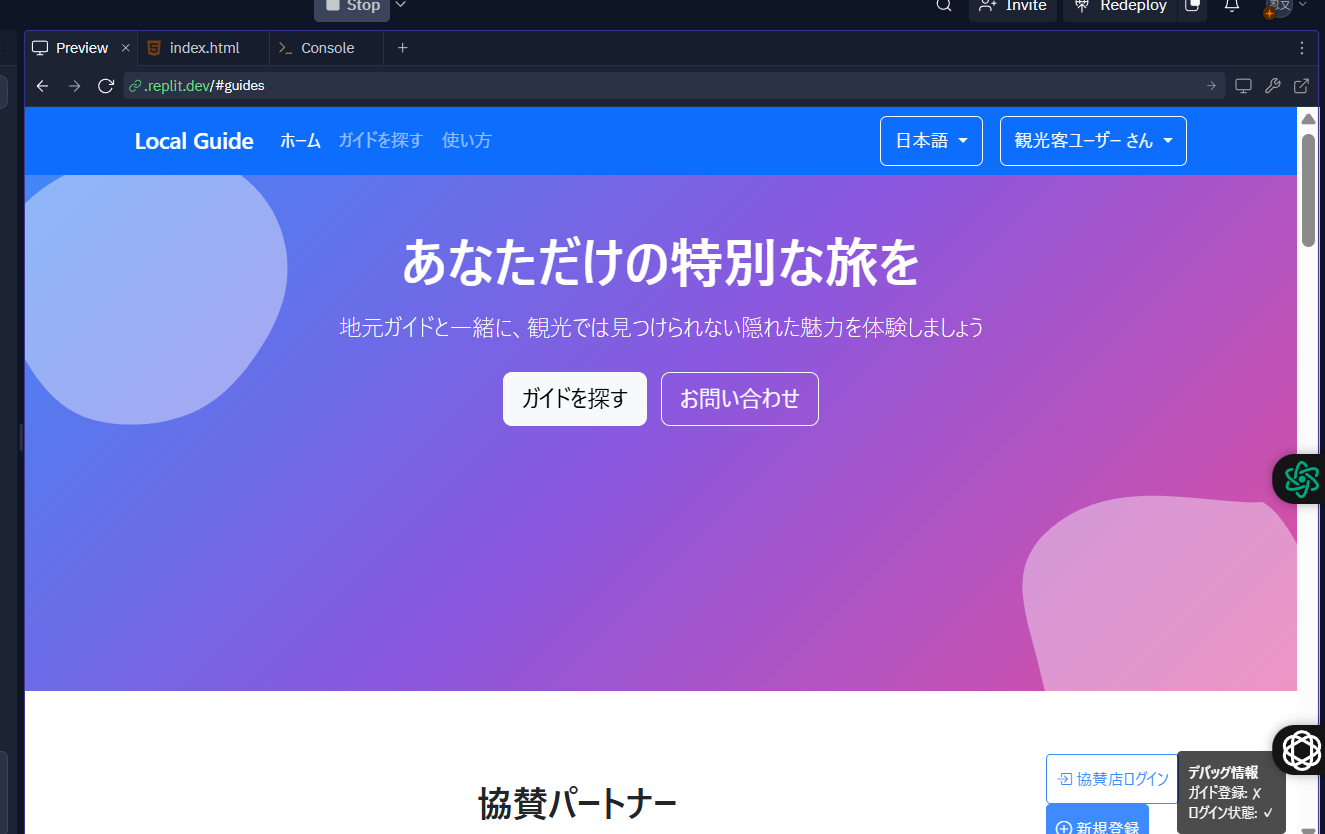 Stop
Invite
Redeploy
Preview
index.html
Console
.replit.dev/#guides
Local Guide ホーム ガイドを探す 使い方 日本語 観光客ユーザー さん
あなただけの特別な旅を
地元ガイドと一緒に、観光では見つけられない隠れた魅力を体験しましょう
ガイドを探す お問い合わせ
協賛パートナー
協賛店ログイン
新規登録
デバッグ情報
ガイド登録: ✗
ログイン状態: ✓